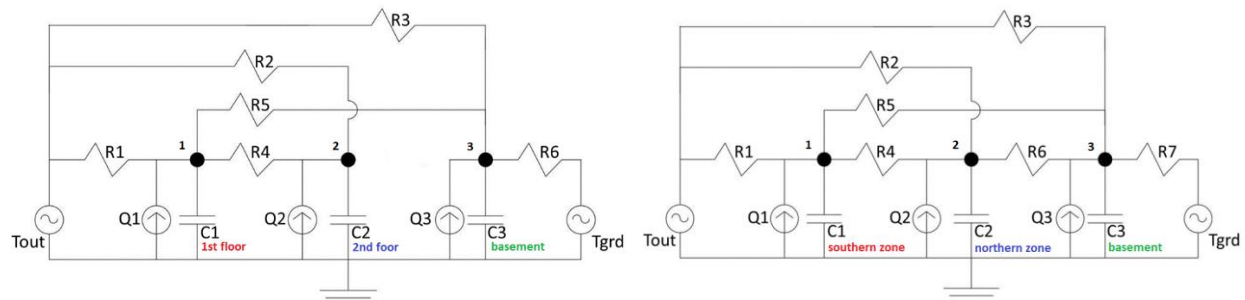 R3
R2
R5
R1
1
R4
2
3
R6
Tout
Q1
C1
1st floor
Q2
C2
2nd foor
Q3
C3
basement
Tgrd
R3
R2
R5
R1
1
R4
2
R6
3
R7
Tout
Q1
C1
southern zone
Q2
C2
northern zone
Q3
C3
basement
Tgrd